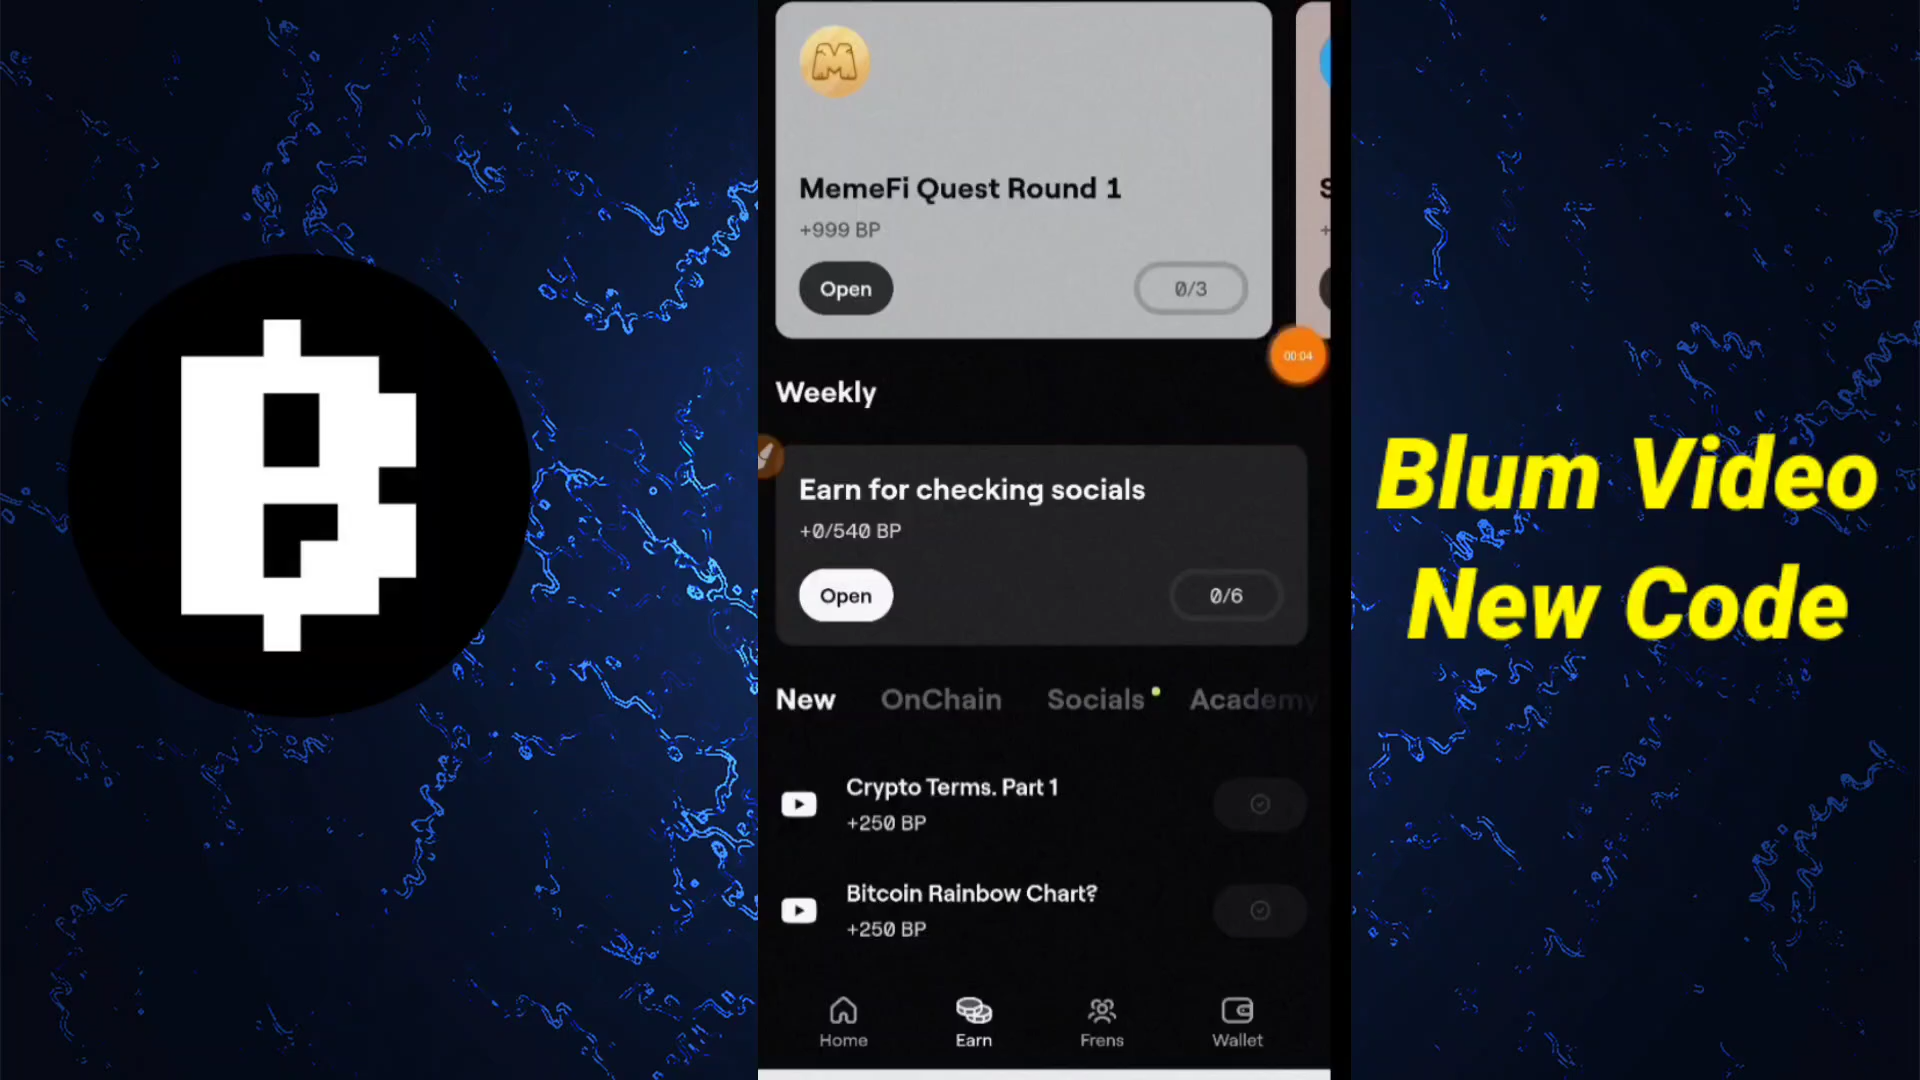 MemeFi Quest Round 1
+999 BP
Open
0/3
S
+
00:04
Weekly
Earn for checking socials
+0/540 BP
Open
0/6
New OnChain Socials Academy
Crypto Terms. Part 1
+250 BP
Bitcoin Rainbow Chart?
+250 BP
Home Earn Frens Wallet
Blum Video
New Code